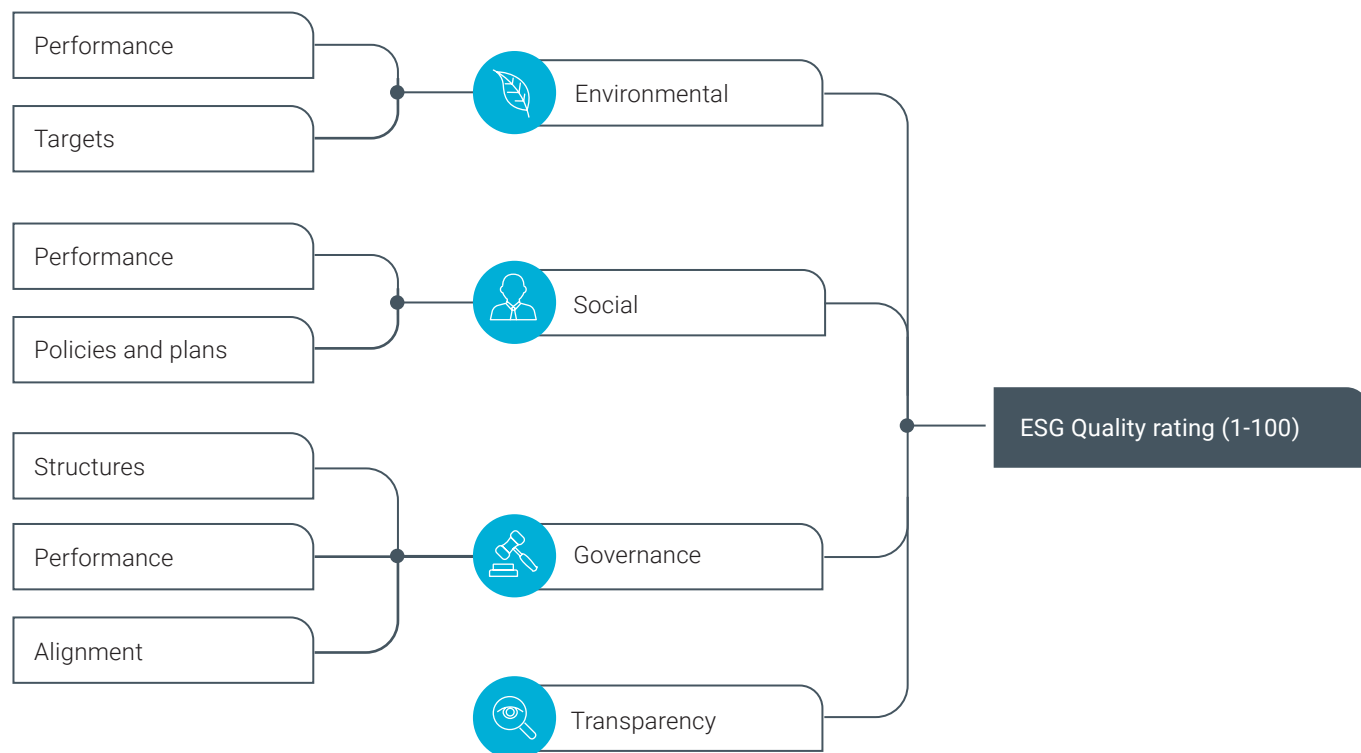 Performance
Targets
Environmental
Performance
Policies and plans
Social
Structures
Performance
Alignment
Governance
Transparency
ESG Quality rating (1-100)